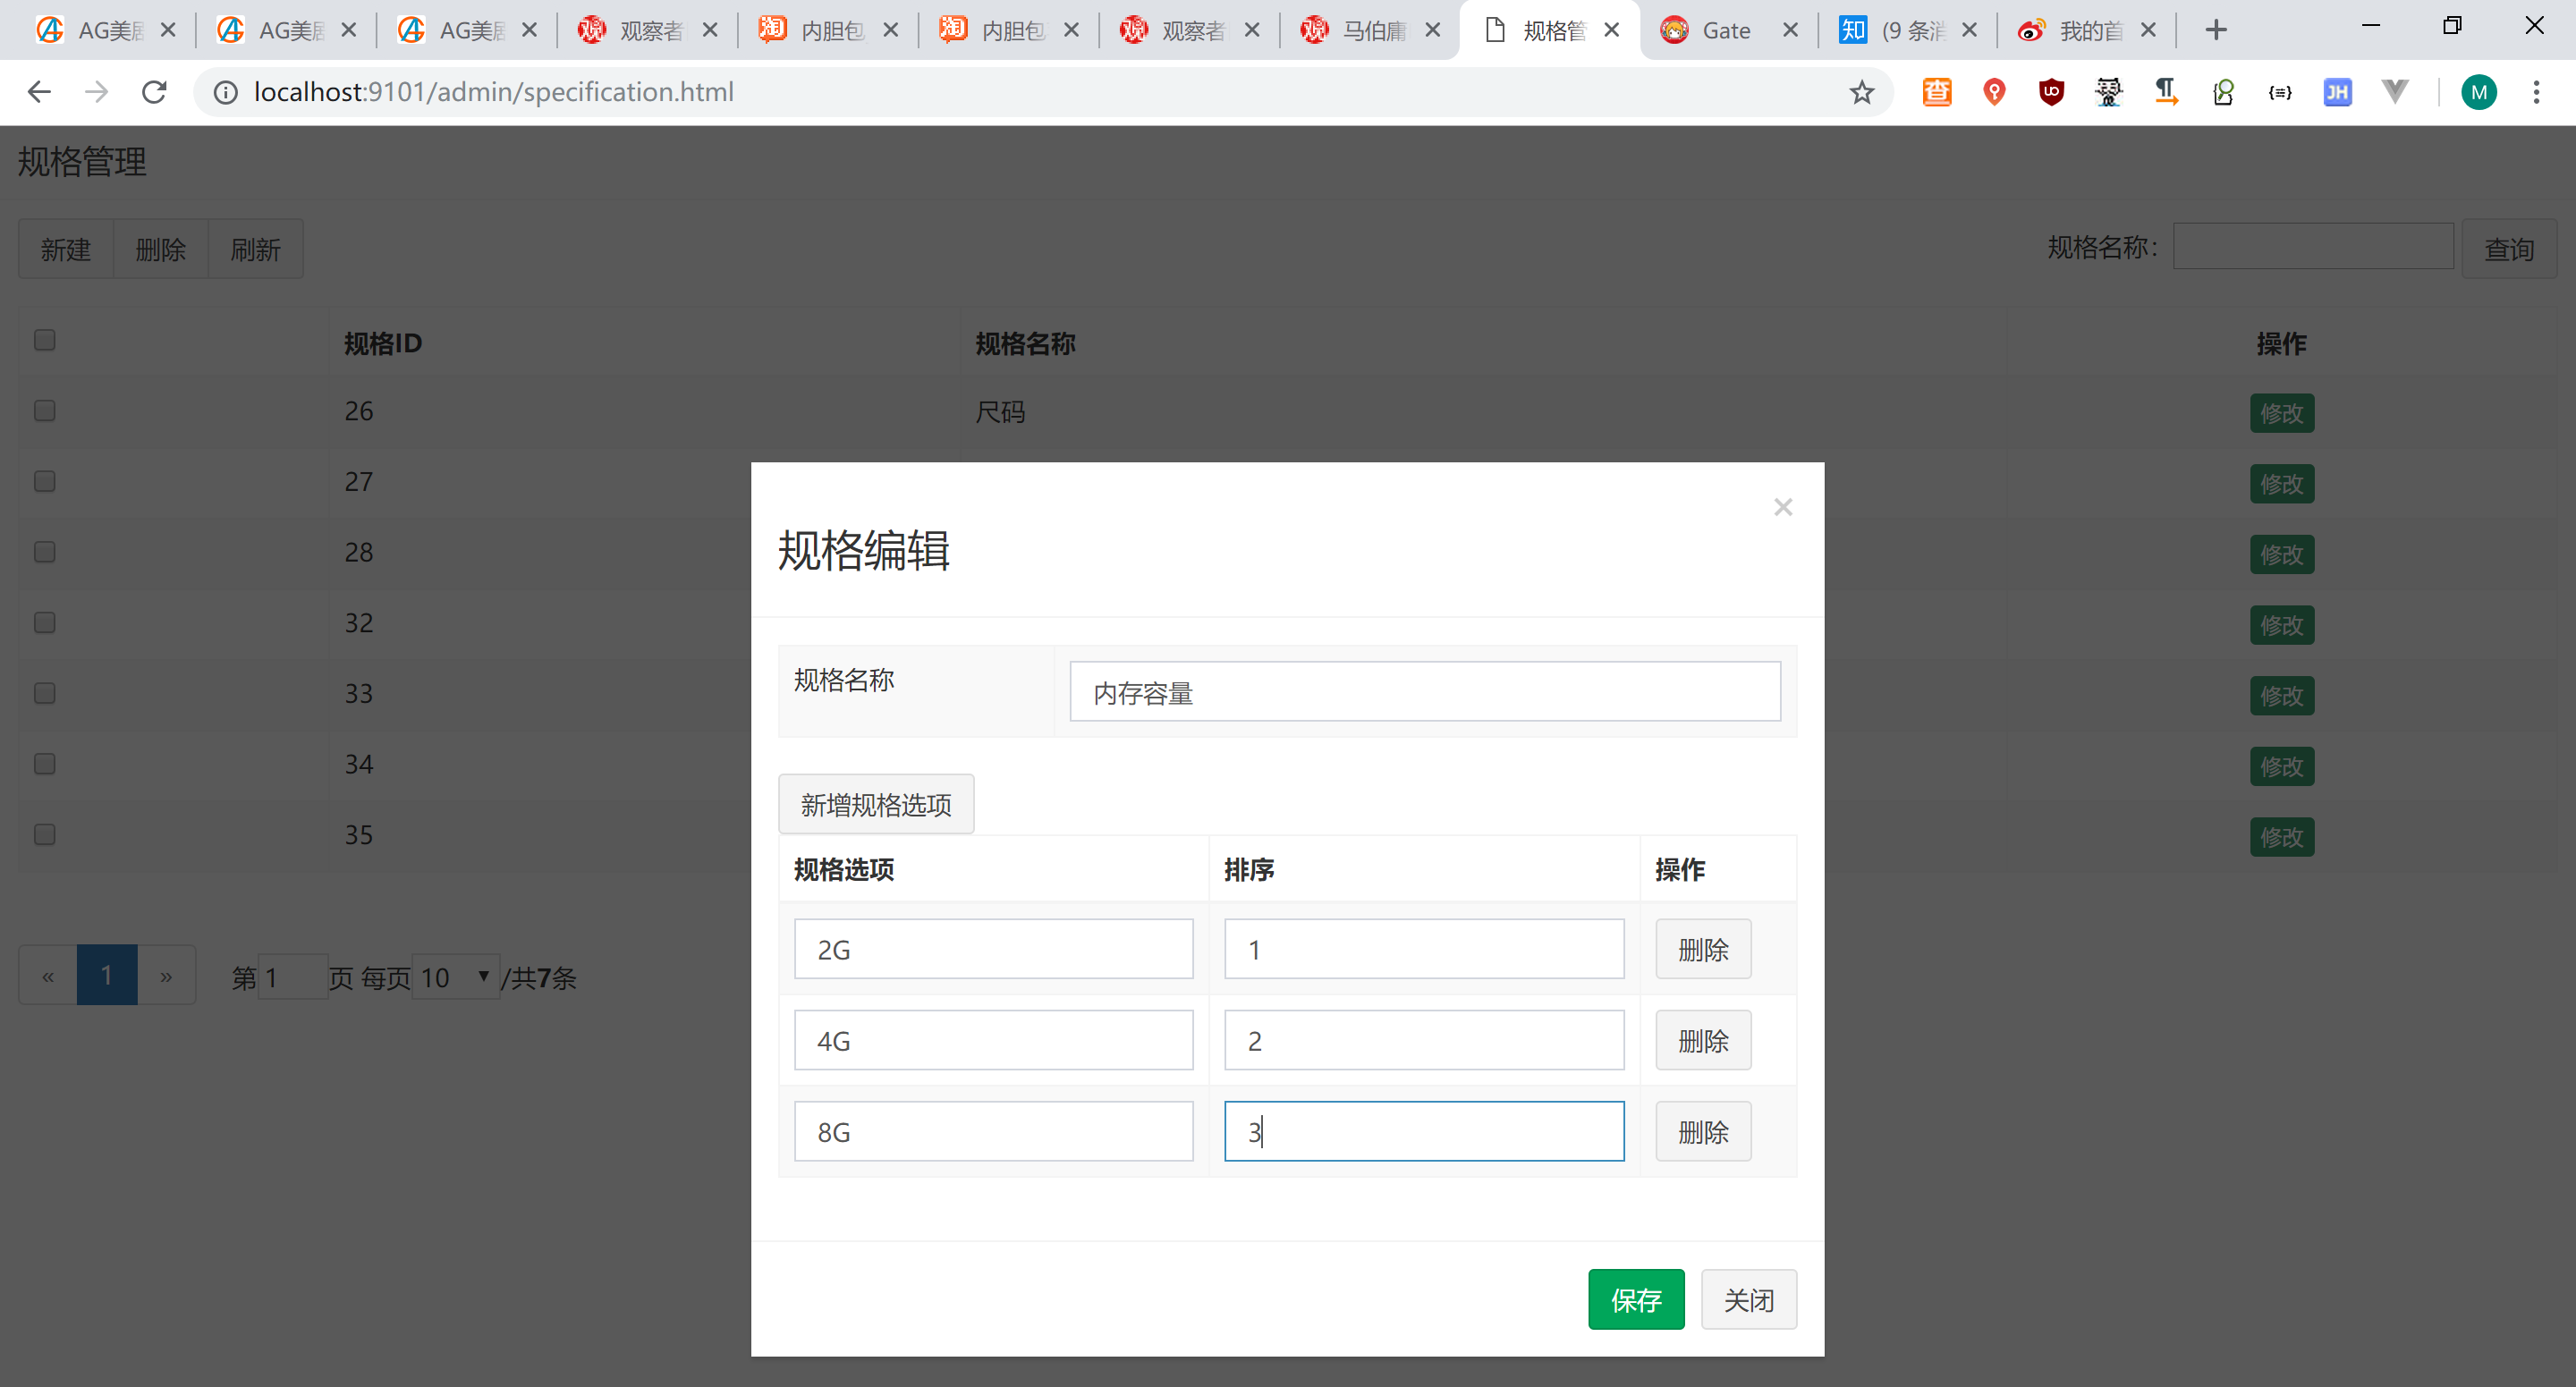 AG美 AG美 AG美 观察者 内胆包 内胆包 观察者 马伯庸 规格管 Gate (9 条消 我的首
localhost:9101/admin/specification.html
规格管理
新建 删除 刷新 规格名称： 查询
规格ID 规格名称 操作
26 尺码 修改
27 修改
28 修改
32 修改
33 修改
34 修改
35 修改
« 1 » 第 1 页 每页 10 /共7条
×
规格编辑
规格名称 内存容量
新增规格选项
规格选项 排序 操作
2G 1 删除
4G 2 删除
8G 3 删除
保存 关闭